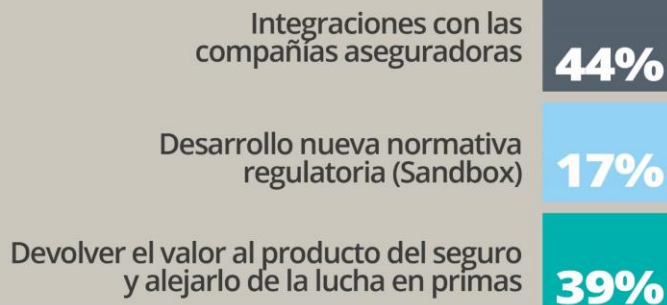 Integraciones con las
compañías aseguradoras
44%
Desarrollo nueva normativa
regulatoria (Sandbox)
17%
Devolver el valor al producto del seguro
y alejarlo de la lucha en primas
39%